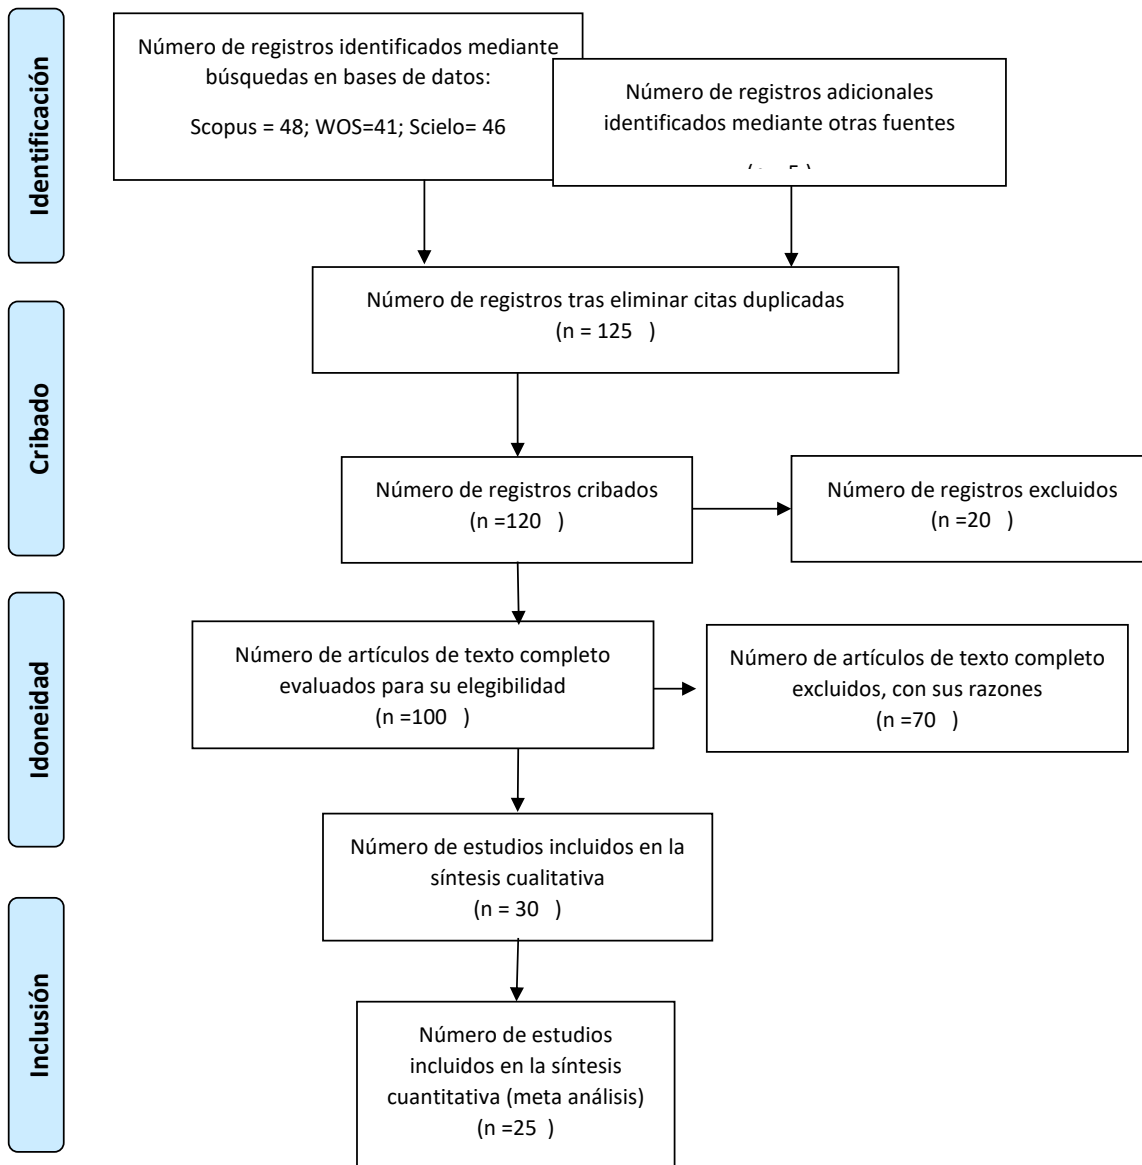 Identificación
Número de registros identificados mediante
búsquedas en bases de datos:
Scopus = 48; WOS=41; Scielo= 46
Número de registros adicionales
identificados mediante otras fuentes
Número de registros tras eliminar citas duplicadas
(n = 125 )
Cribado
Número de registros cribados
(n =120 )
Número de registros excluidos
(n =20 )
Idoneidad
Número de artículos de texto completo
evaluados para su elegibilidad
(n =100 )
Número de artículos de texto completo
excluidos, con sus razones
(n =70 )
Número de estudios incluidos en la
síntesis cualitativa
(n = 30 )
Inclusión
Número de estudios
incluidos en la síntesis
cuantitativa (meta análisis)
(n =25 )